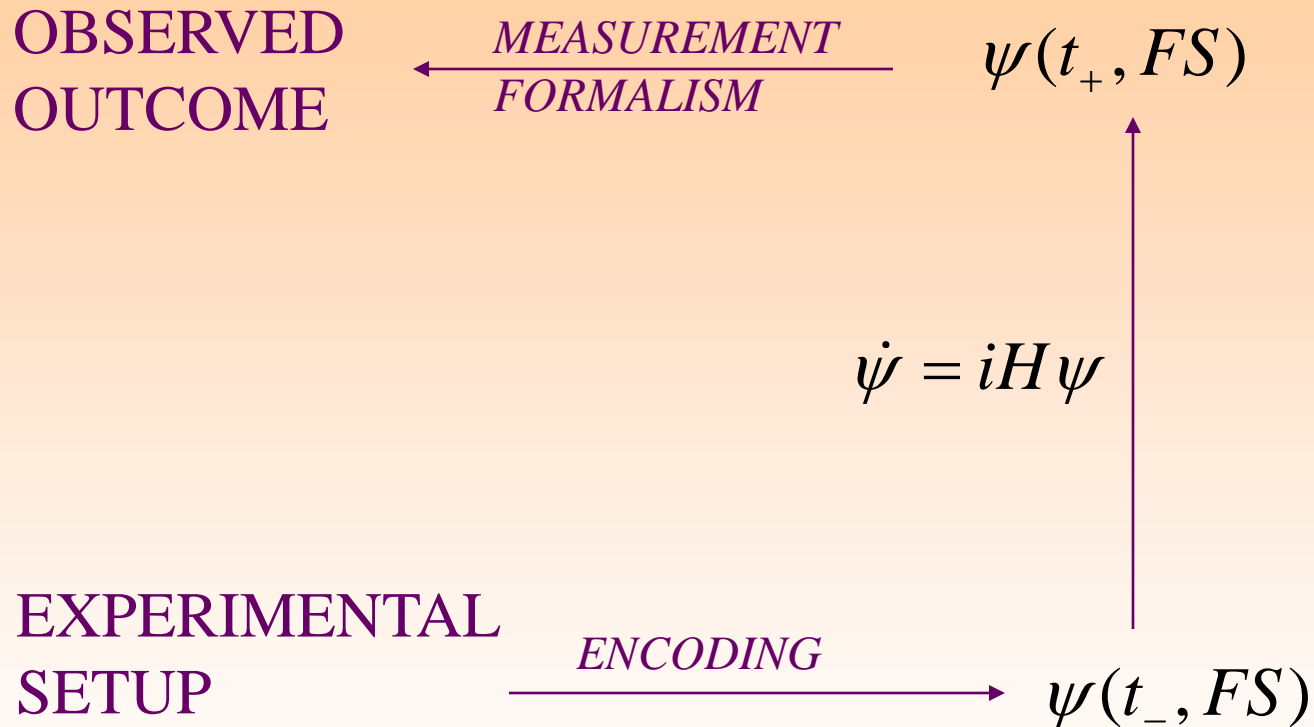 OBSERVED
OUTCOME
MEASUREMENT
FORMALISM
ψ(t₊, FS)
ψ̇ = iHψ
EXPERIMENTAL
SETUP
ENCODING
ψ(t₋, FS)